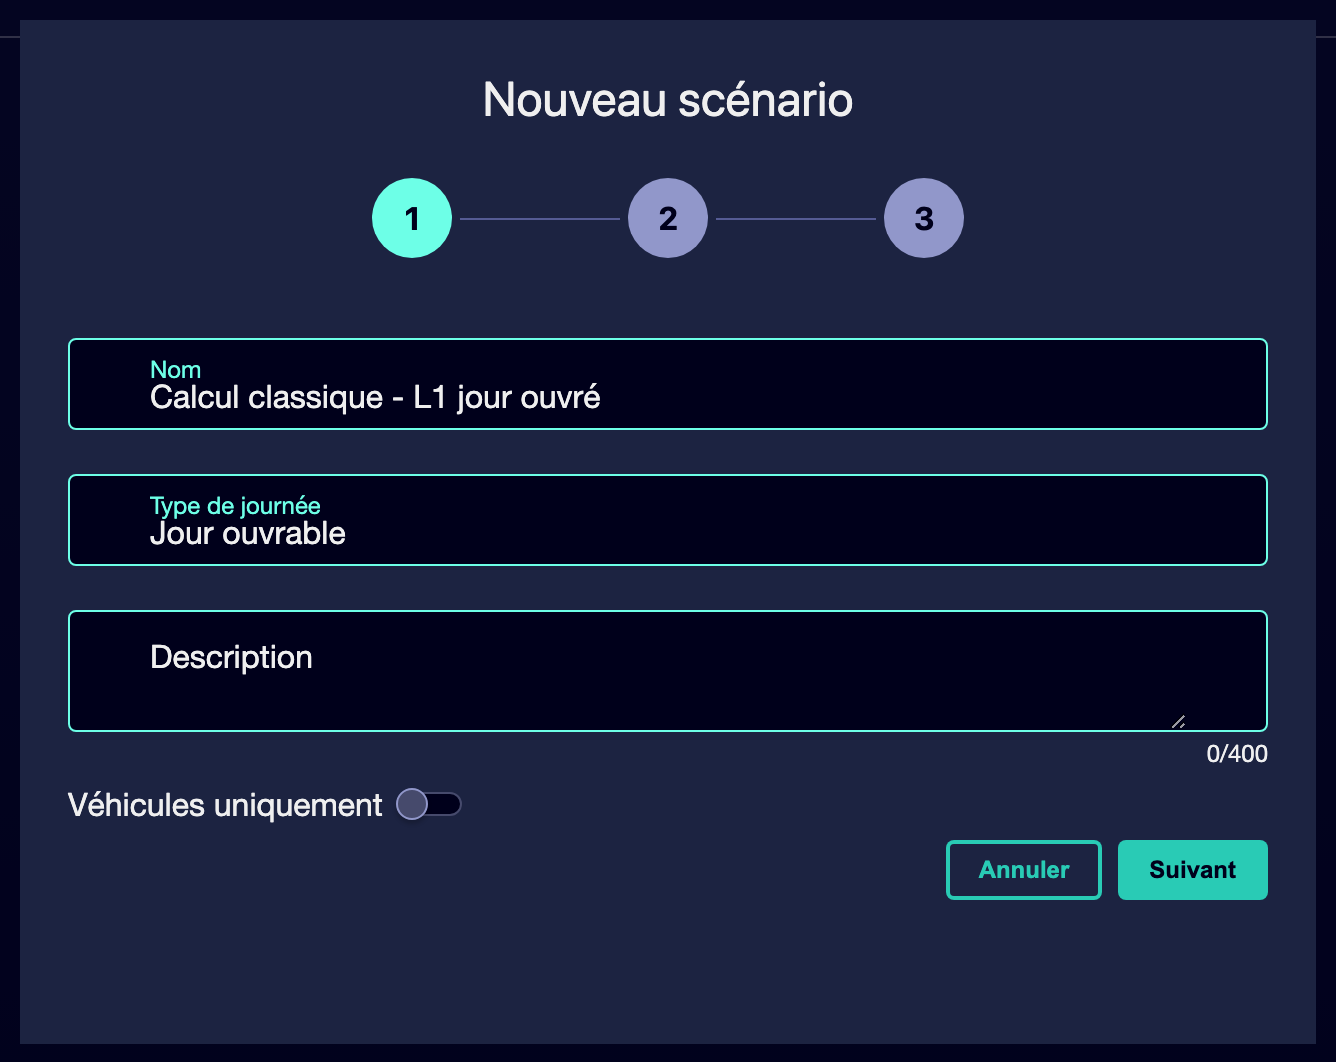 Nouveau scénario
1 2 3
Nom
Calcul classique - L1 jour ouvré
Type de journée
Jour ouvrable
Description
0/400
Véhicules uniquement
Annuler Suivant